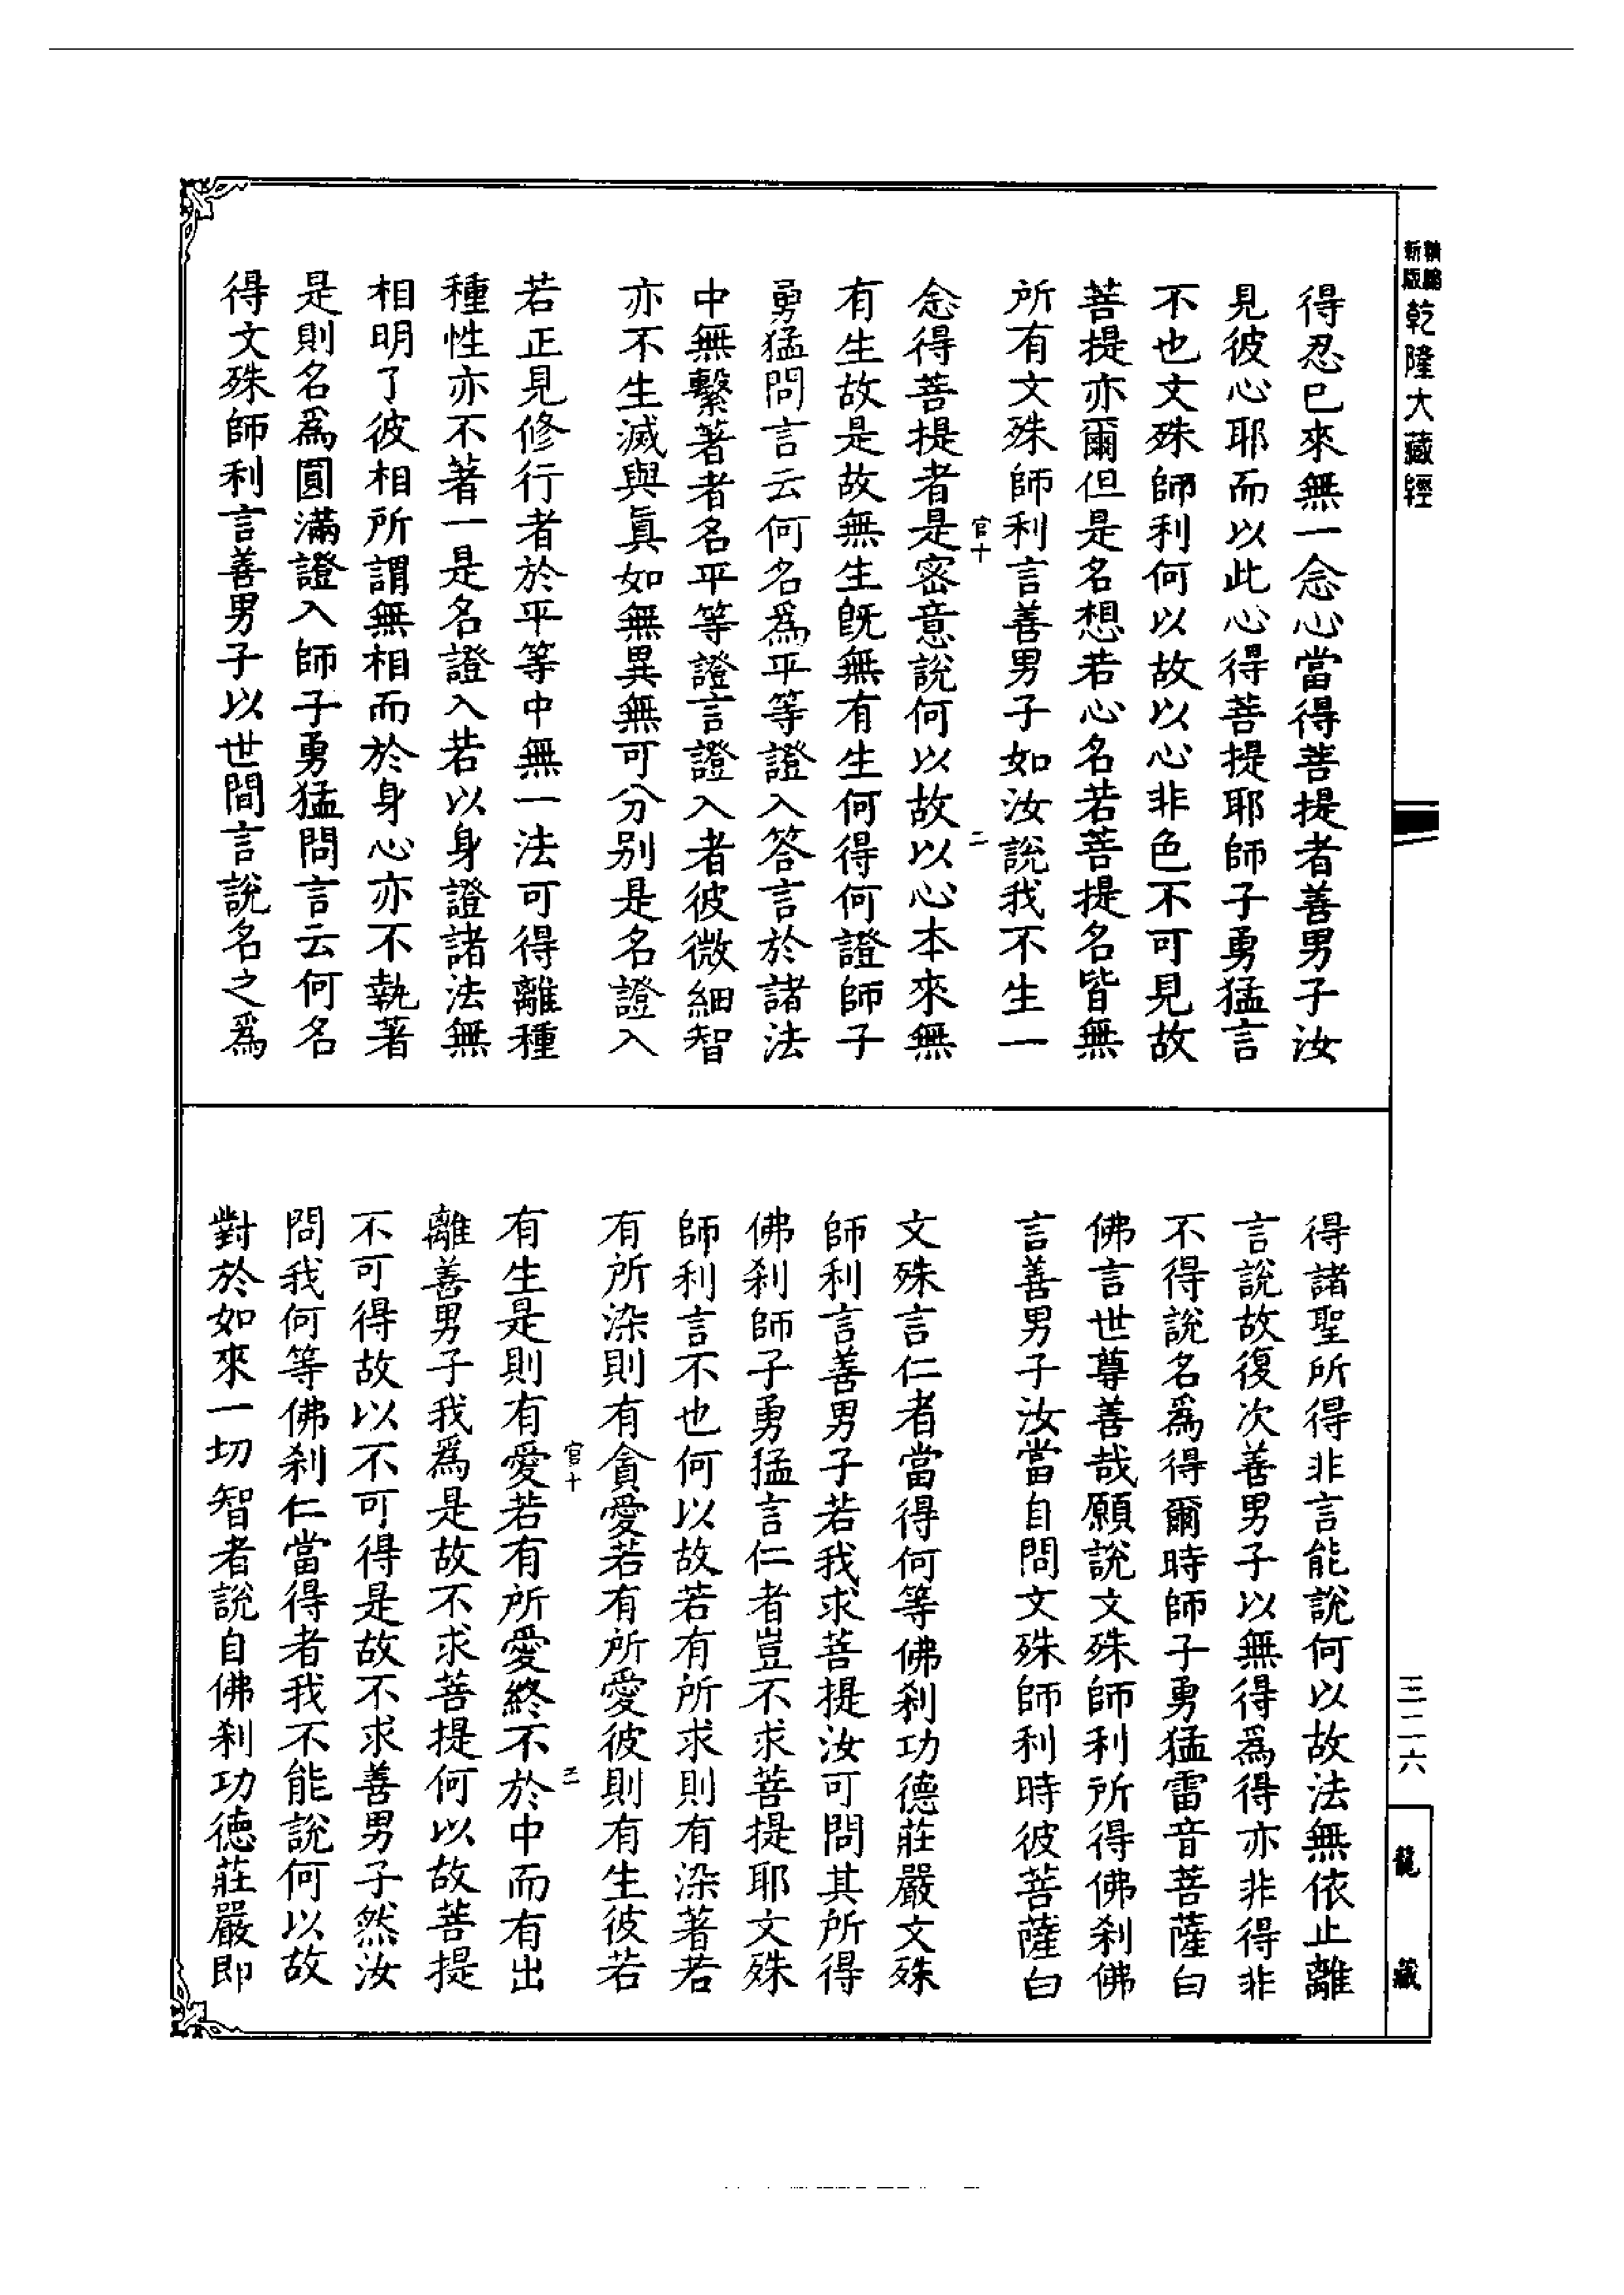 精縮新版乾隆大藏經
得忍已來無一念心當得菩提者善男子汝
見彼心耶而以此心得菩提耶師子勇猛言
不也文殊師利何以故以心非色不可見故
菩提亦爾但是名想若心名若菩提名皆無
所有文殊師利言善男子如汝說我不生一
官十 二
念得菩提者是密意說何以故以心本來無
有生故是故無生旣無有生何得何證師子
勇猛問言云何名爲平等證入答言於諸法
中無繫著者名平等證言證入者彼微細智
亦不生滅與眞如無異無可分別是名證入
若正見修行者於平等中無一法可得離種
種性亦不著一是名證入若以身證諸法無
相明了彼相所謂無相而於身心亦不執著
是則名爲圓滿證入師子勇猛問言云何名
得文殊師利言善男子以世間言說名之爲
得諸聖所得非言能說何以故法無依止離
言說故復次善男子以無得爲得亦非得非
不得說名爲得爾時師子勇猛雷音菩薩白
佛言世尊善哉願說文殊師利所得佛刹佛
言善男子汝當自問文殊師利時彼菩薩白
文殊言仁者當得何等佛刹功德莊嚴文殊
師利言善男子若我求菩提汝可問其所得
佛刹師子勇猛言仁者豈不求菩提耶文殊
師利言不也何以故若有所求則有染著若
有所染則有貪愛若有所愛彼則有生彼若
官十 三
有生是則有愛若有所愛終不於中而有出
離善男子我爲是故不求菩提何以故菩提
不可得故以不可得是故不求善男子然汝
問我何等佛刹仁當得者我不能說何以故
對於如來一切智者說自佛刹功德莊嚴即
三二六
龍藏